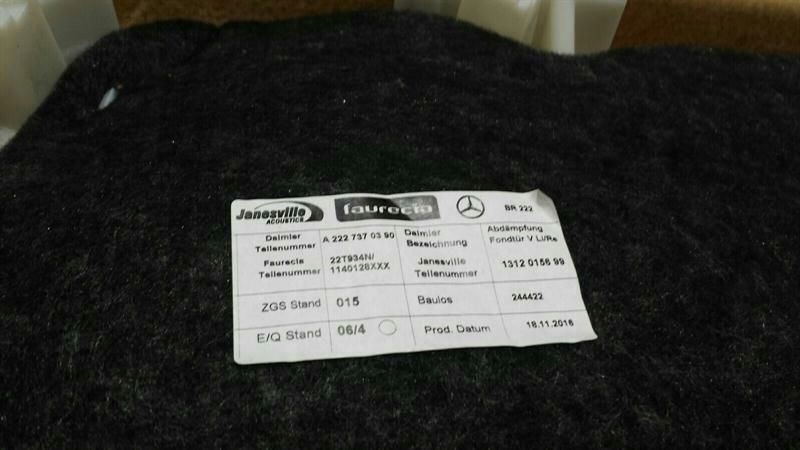 Janesville
ACOUSTICS
faurecia
BR 222
Daimler Teilenummer
A 222 737 03 90
Daimler Bezeichnung
Abdämpfung Fondtür V Li/Re
Faurecia Teilenummer
22T934N/
1140128XXX
Janesville Teilenummer
1312 0156 99
ZGS Stand
015
Baulos
244422
E/Q Stand
06/4
Prod. Datum
18.11.2016